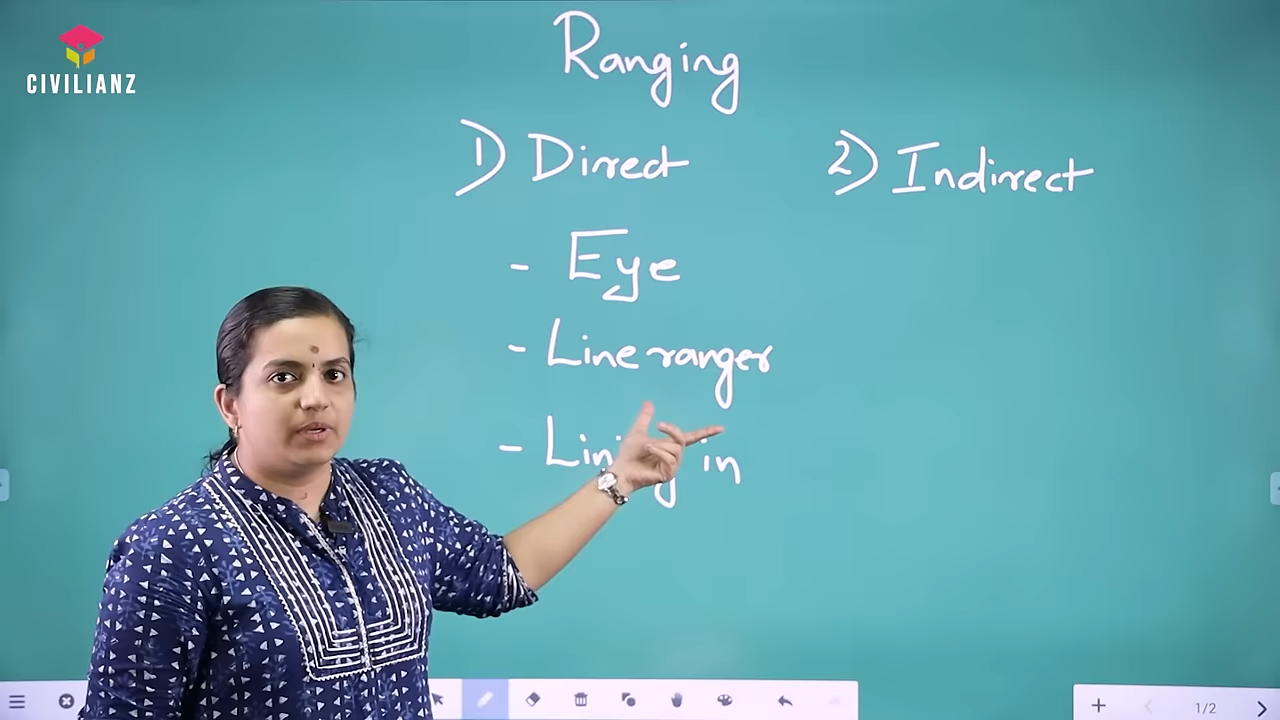 CIVILIANZ
Ranging
1) Direct 2) Indirect
- Eye
- Line ranger
- in
1/2